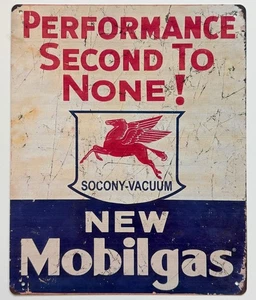 PERFORMANCE
SECOND TO
NONE!
SOCONY-VACUUM
NEW
Mobilgas